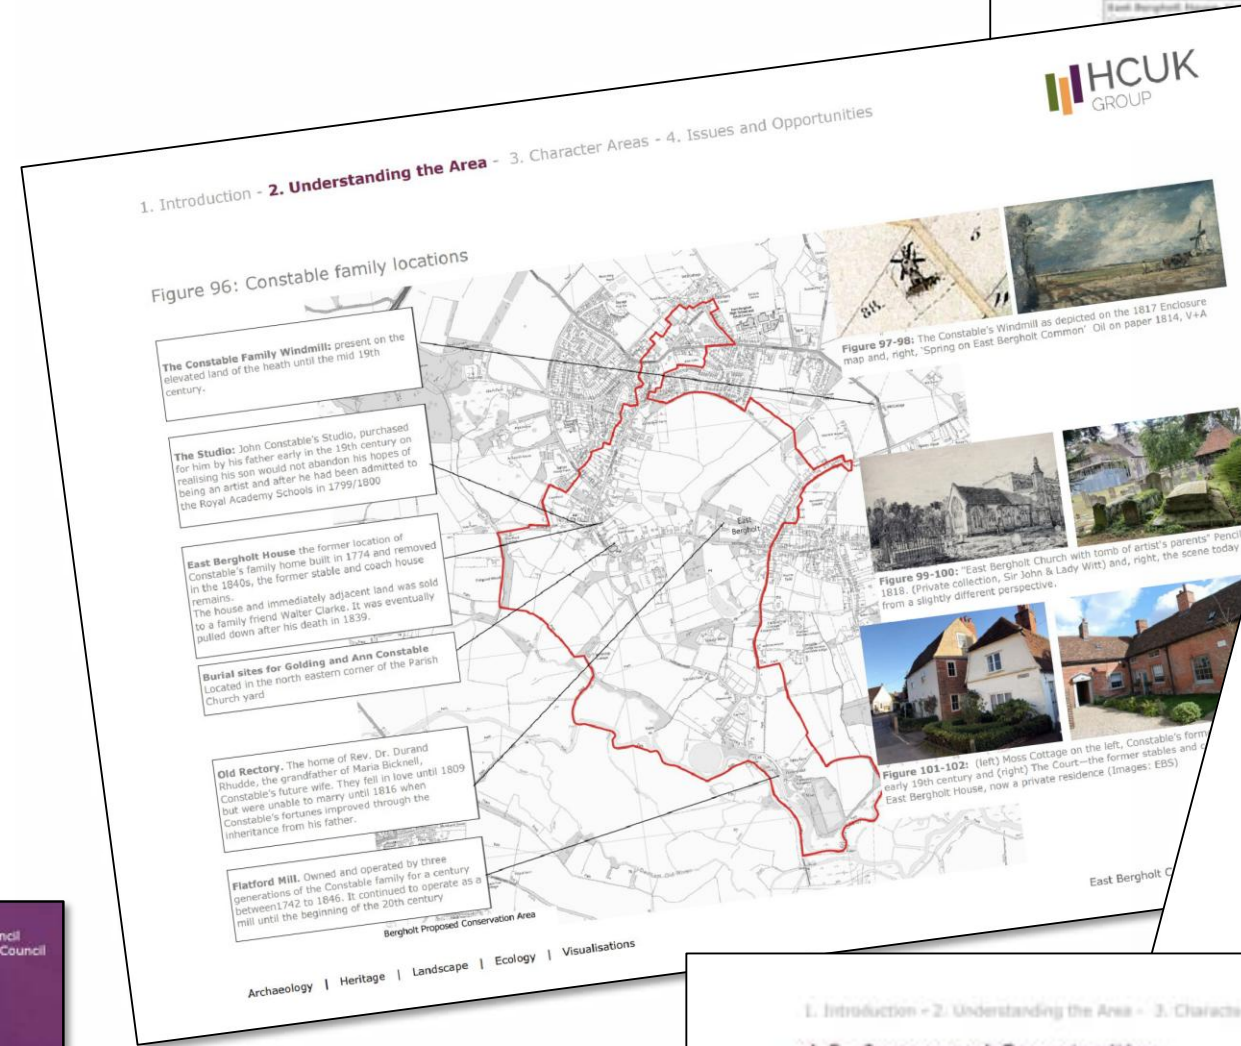 HCUK
GROUP
1. Introduction - 2. Understanding the Area - 3. Character Areas - 4. Issues and Opportunities
Figure 96: Constable family locations
The Constable Family Windmill: present on the
elevated land of the heath until the mid 19th
century.
The Studio: John Constable's Studio, purchased
for him by his father early in the 19th century on
realising his son would not abandon his hopes of
being an artist and after he had been admitted to
the Royal Academy Schools in 1799/1800
East Bergholt House the former location of
Constable's family home built in 1774 and removed
in the 1840s, the former stable and coach house
remains.
The house and immediately adjacent land was sold
to a family friend Walter Clarke. It was eventually
pulled down after his death in 1839.
Burial sites for Golding and Ann Constable
Located in the north eastern corner of the Parish
Church yard
Old Rectory. The home of Rev. Dr. Durand
Rhudde, the grandfather of Maria Bicknell,
Constable's future wife. They fell in love until 1809
but were unable to marry until 1816 when
Constable's fortunes improved through the
inheritance from his father.
Flatford Mill. Owned and operated by three
generations of the Constable family for a century
between1742 to 1846. It continued to operate as a
mill until the beginning of the 20th century
East
Bergholt
88.
5
Figure 97-98: The Constable's Windmill as depicted on the 1817 Enclosure
map and, right, 'Spring on East Bergholt Common' Oil on paper 1814, V+A
Figure 99-100: "East Bergholt Church with tomb of artist's parents" Pencil
1818. (Private collection, Sir John & Lady Witt) and, right, the scene today
from a slightly different perspective.
Figure 101-102: (left) Moss Cottage on the left, Constable's form
early 19th century and (right) The Court—the former stables and c
East Bergholt House, now a private residence (Images: EBS)
East Bergholt C
Bergholt Proposed Conservation Area
Archaeology | Heritage | Landscape | Ecology | Visualisations
ncil
Council
1. Introduction - 2. Understanding the Area - 3. Characte